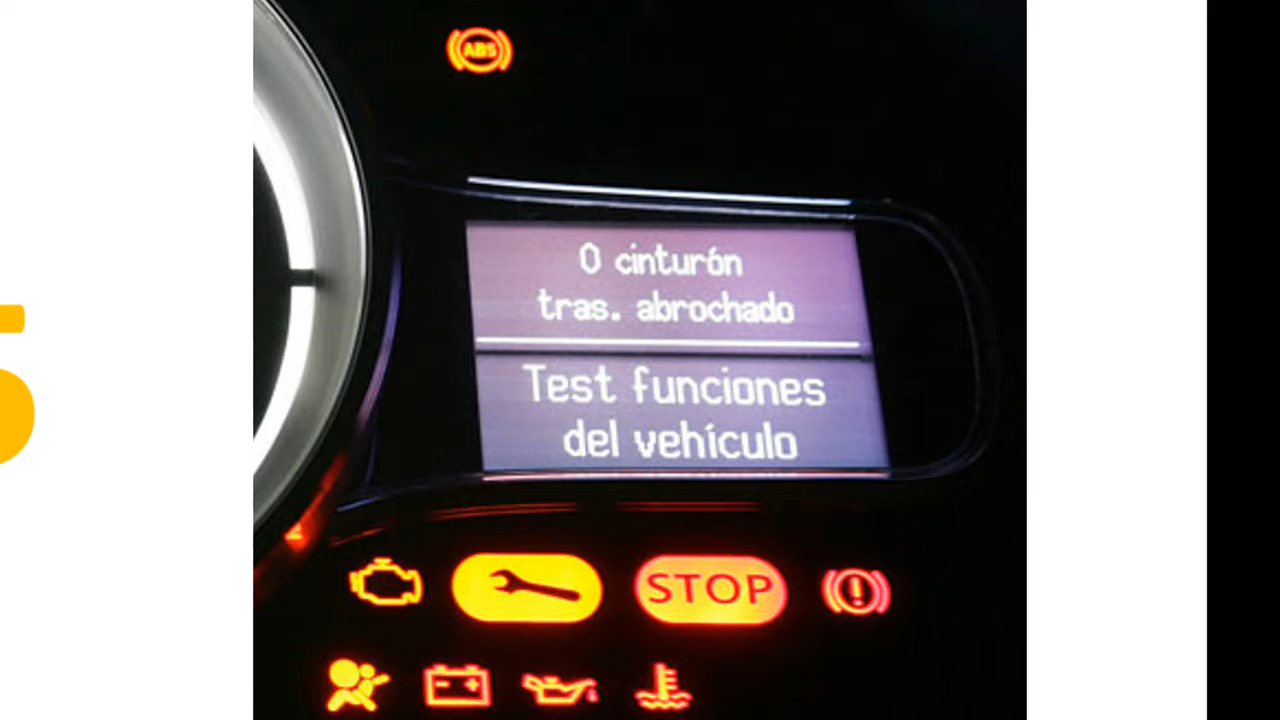 ABS
0 cinturón
tras. abrochado
Test funciones
del vehículo
STOP